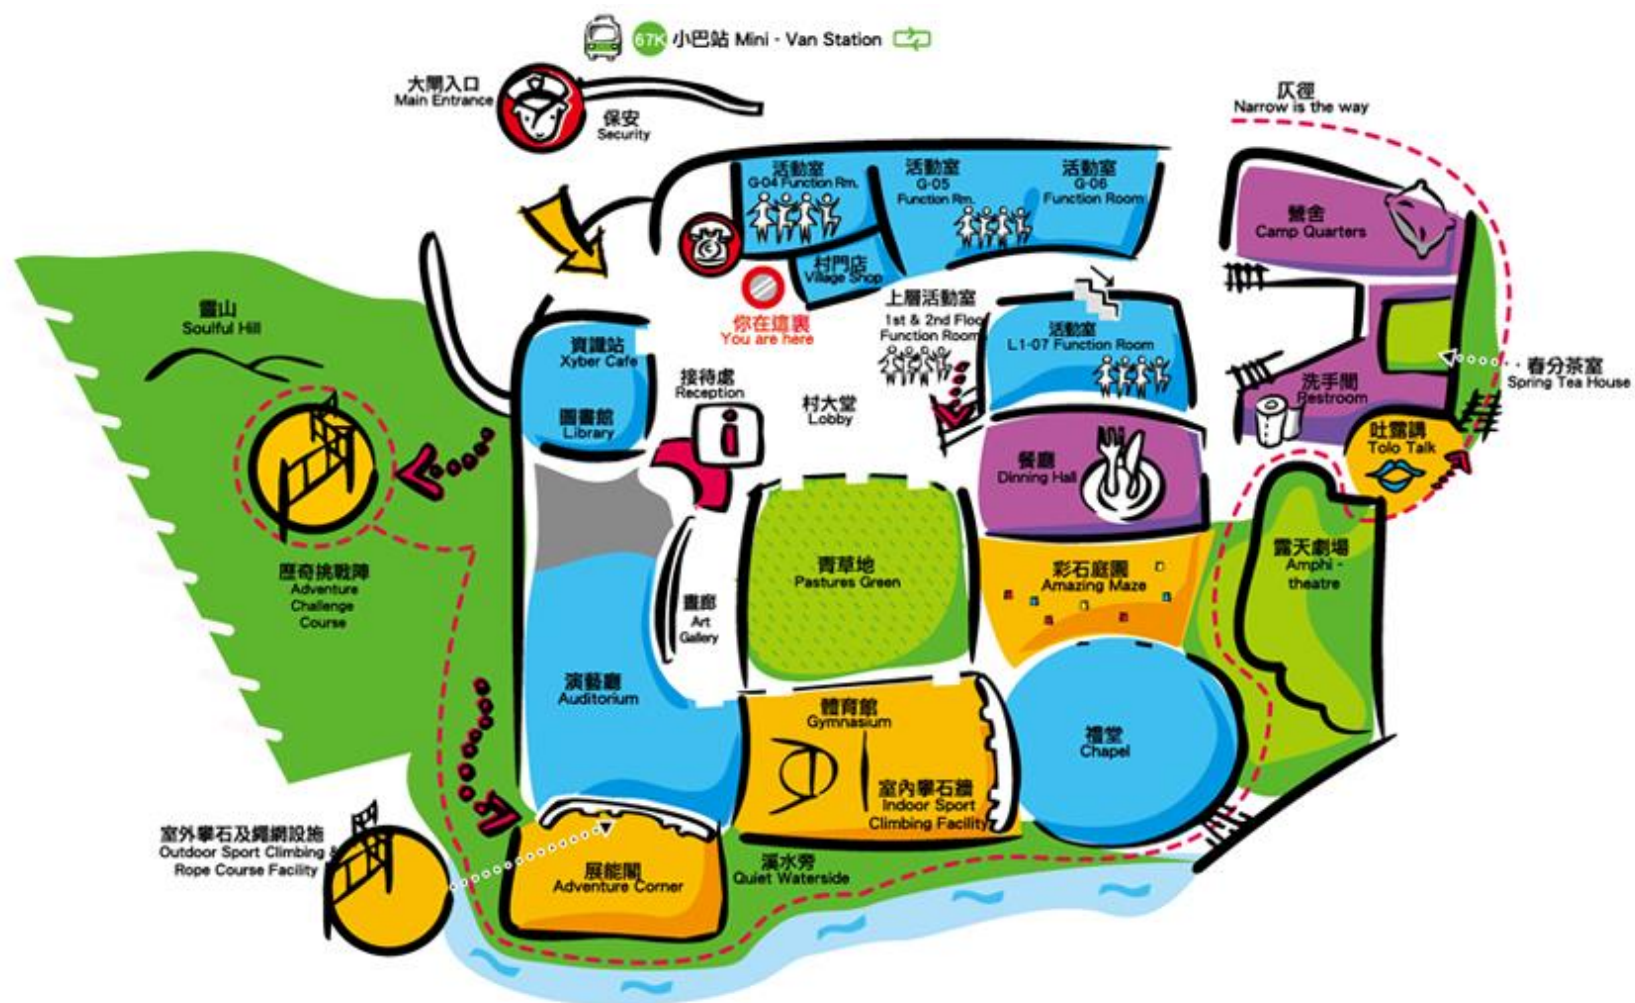 67K 小巴站 Mini - Van Station
大閘入口
Main Entrance
保安
Security
仄徑
Narrow is the way
活動室
G-04 Function Rm.
活動室
G-05
Function Rm.
活動室
G-06
Function Room
村門店
Village Shop
你在這裏
You are here
營舍
Camp Quarters
靈山
Soulful Hill
資識站
Xyber Cafe
圖書館
Library
接待處
Reception
i
村大堂
Lobby
上層活動室
1st & 2nd Floor
Function Room
活動室
L1-07 Function Room
洗手間
Restroom
春分茶室
Spring Tea House
吐露講
Tolo Talk
餐廳
Dinning Hall
歷奇挑戰陣
Adventure
Challenge
Course
畫廊
Art
Gallery
青草地
Pastures Green
彩石庭園
Amazing Maze
露天劇場
Amphi -
theatre
演藝廳
Auditorium
體育館
Gymnasium
室內攀石牆
Indoor Sport
Climbing Facility
禮堂
Chapel
室外攀石及繩網設施
Outdoor Sport Climbing &
Rope Course Facility
展能閣
Adventure Corner
溪水旁
Quiet Waterside